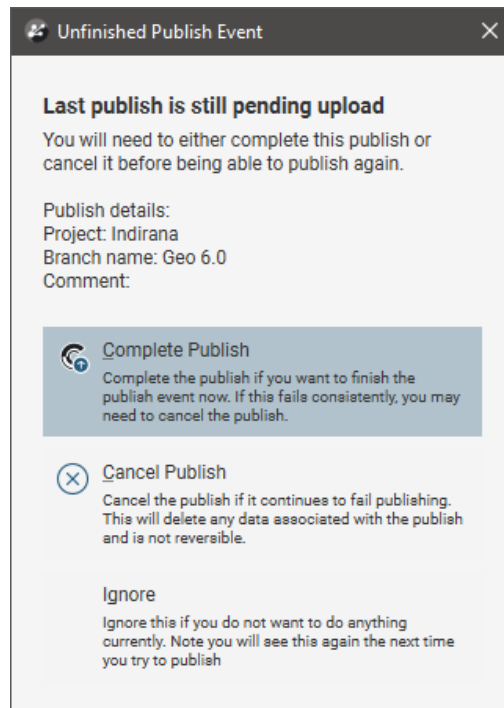 Unfinished Publish Event
Last publish is still pending upload
You will need to either complete this publish or
cancel it before being able to publish again.
Publish details:
Project: Indirana
Branch name: Geo 6.0
Comment:
Complete Publish
Complete the publish if you want to finish the
publish event now. If this fails consistently, you may
need to cancel the publish.
Cancel Publish
Cancel the publish if it continues to fail publishing.
This will delete any data associated with the publish
and is not reversible.
Ignore
Ignore this if you do not want to do anything
currently. Note you will see this again the next time
you try to publish